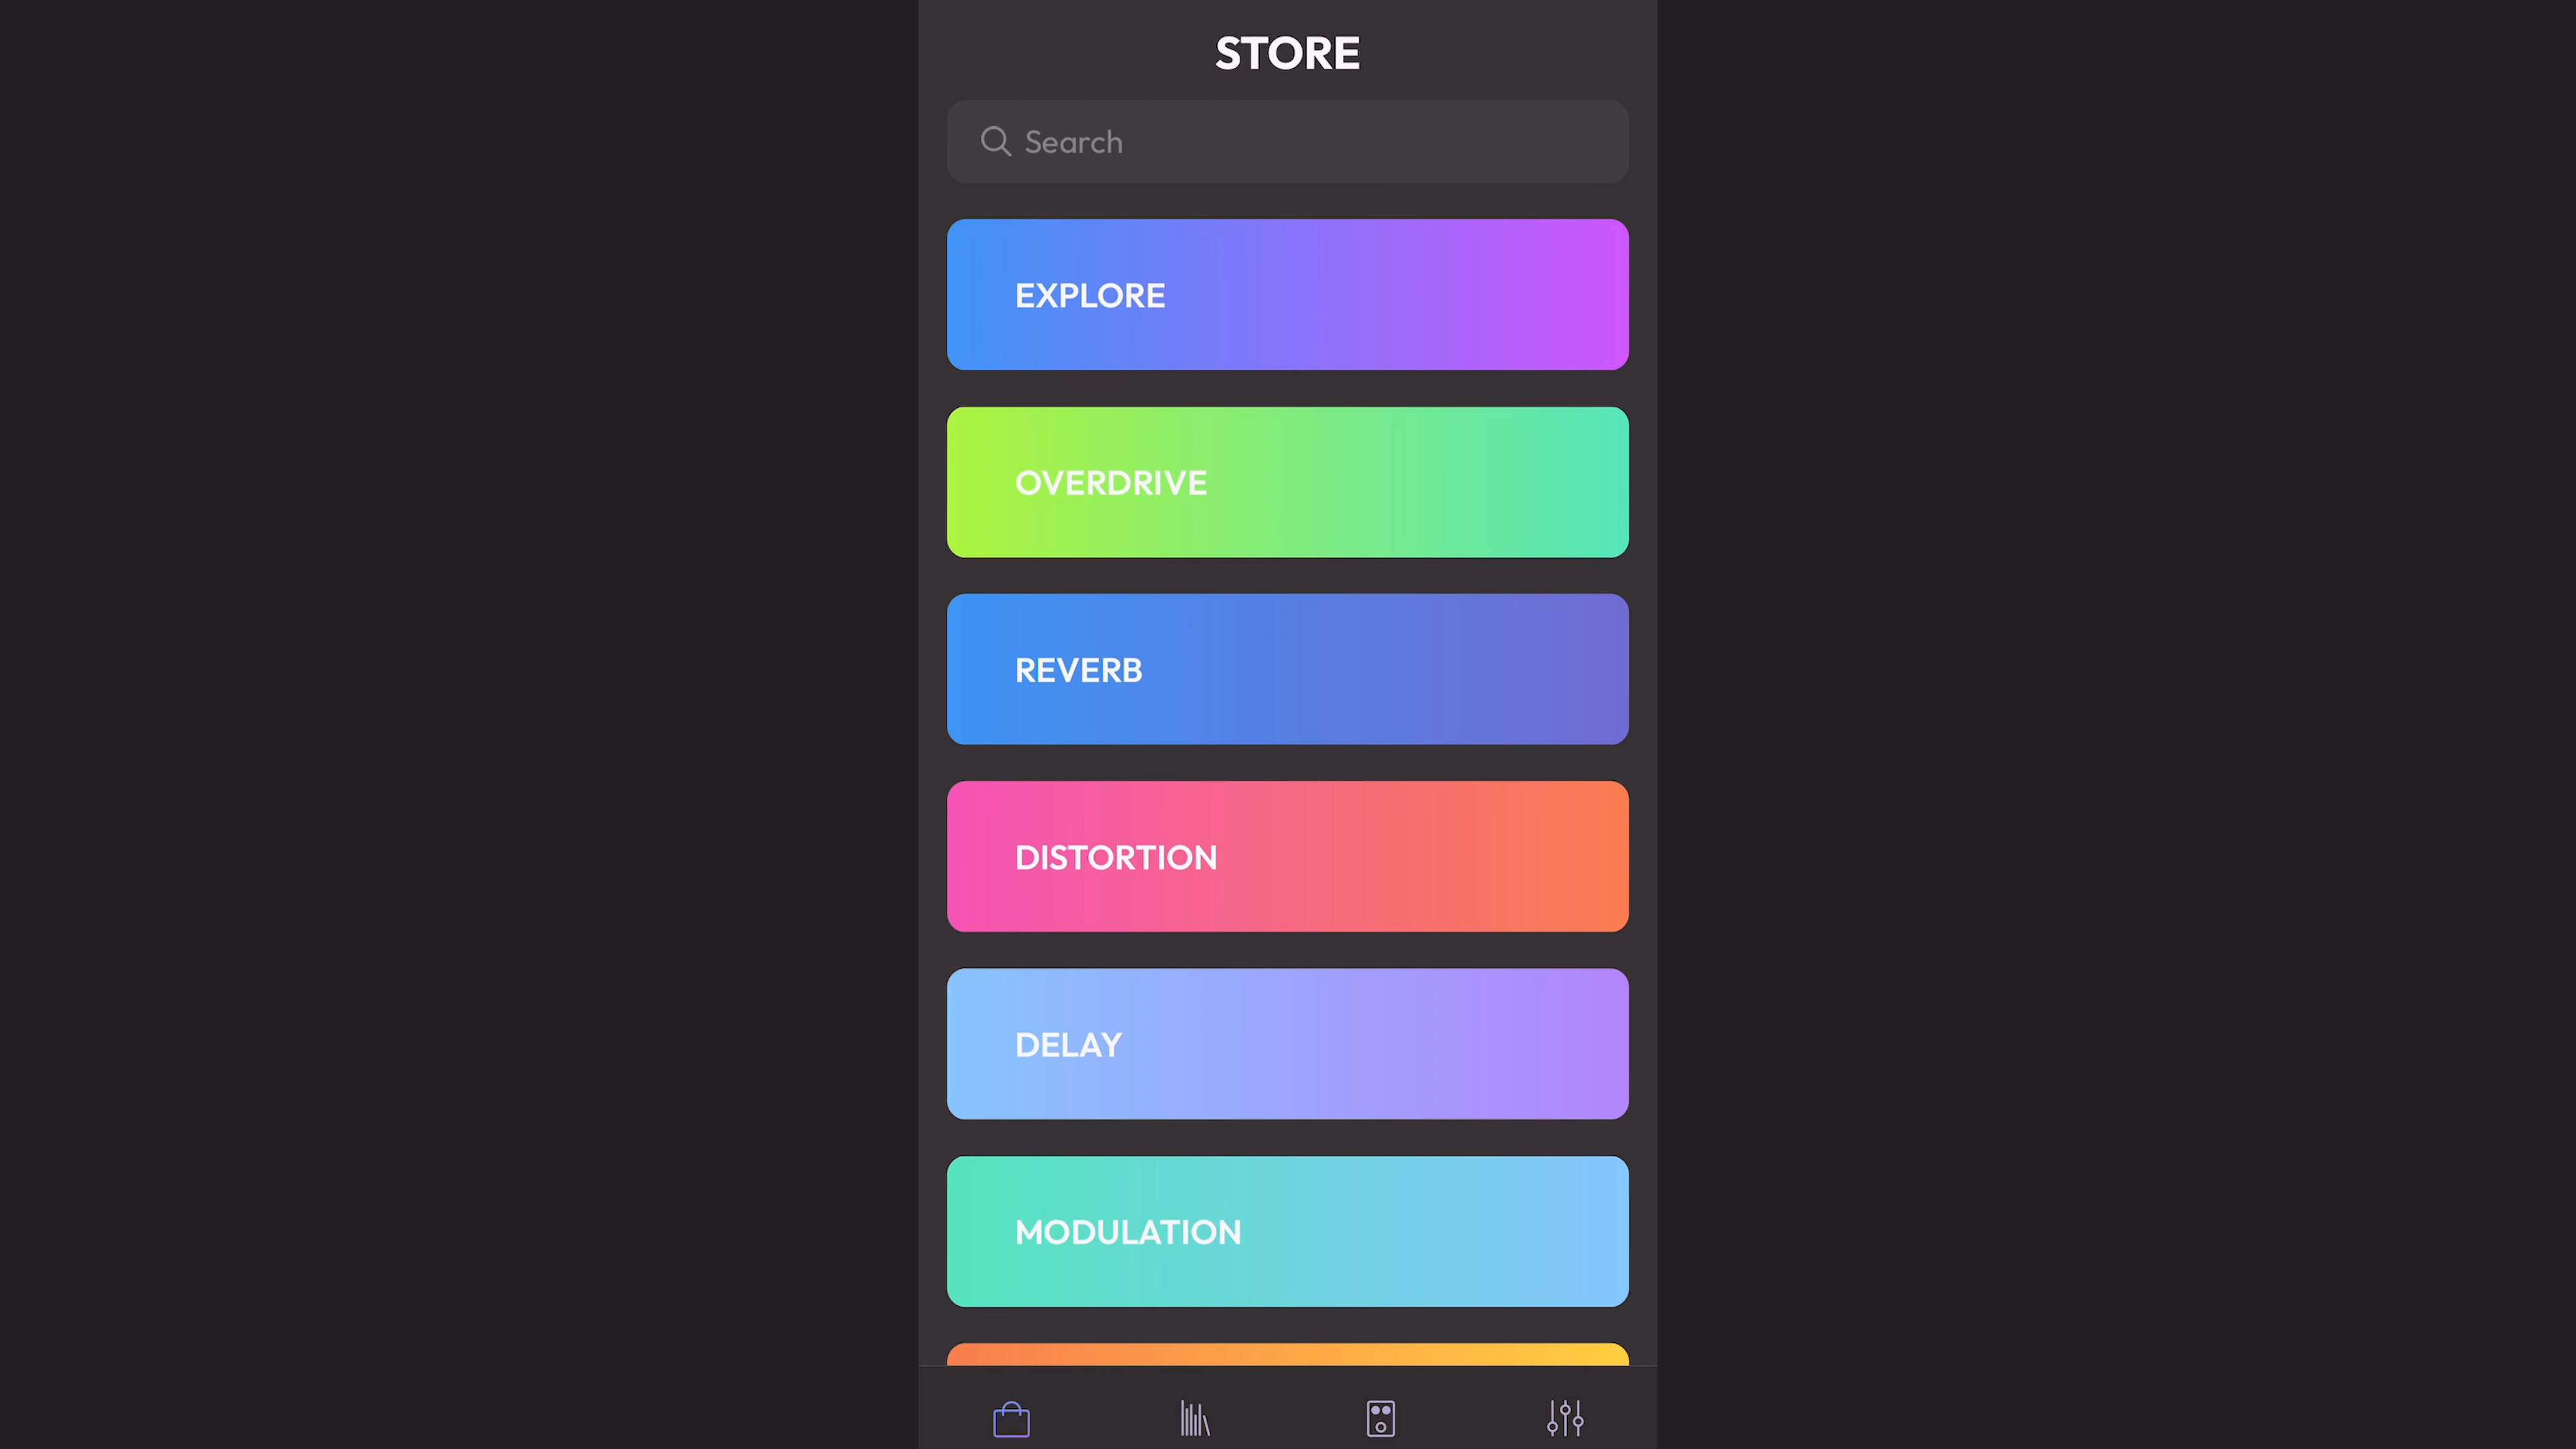 STORE
Search
EXPLORE
OVERDRIVE
REVERB
DISTORTION
DELAY
MODULATION